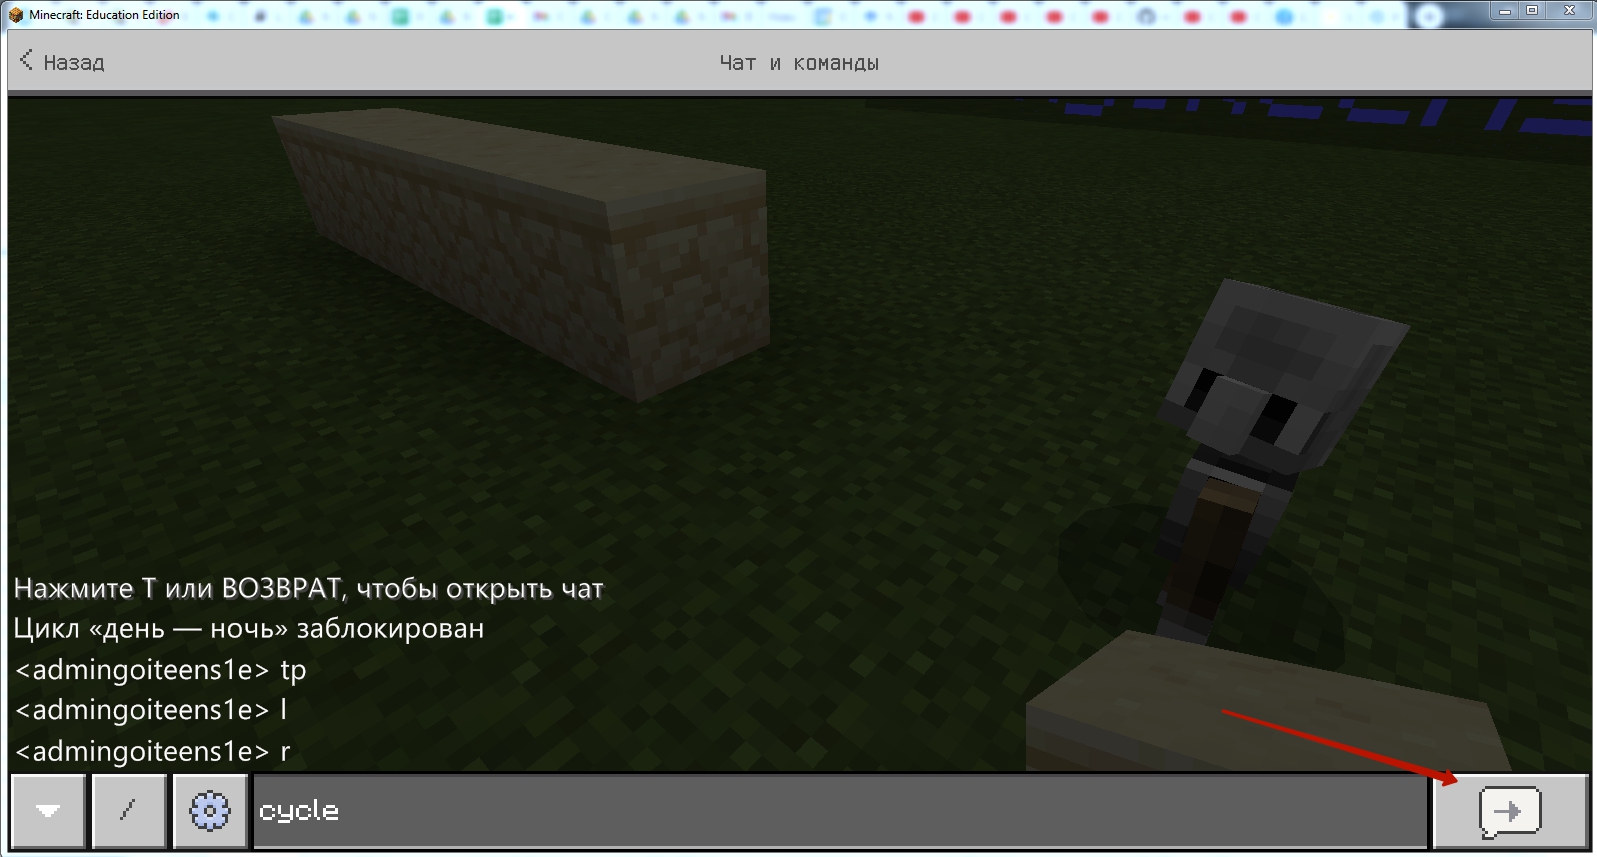 Minecraft: Education Edition
Назад
Чат и команды
Нажмите T или ВОЗВРАТ, чтобы открыть чат
Цикл «день — ночь» заблокирован
<admingoiteens1e> tp
<admingoiteens1e> l
<admingoiteens1e> r
/
cycle